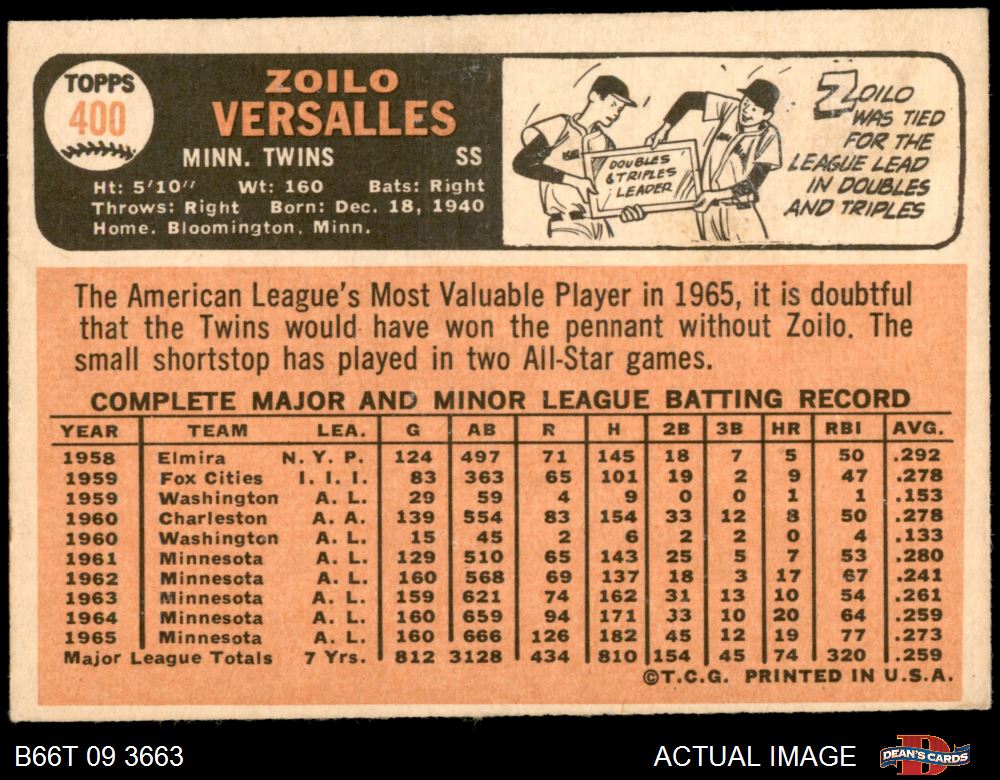 TOPPS
400
ZOILO
VERSALLES
MINN. TWINS SS
Ht: 5'10" Wt: 160 Bats: Right
Throws: Right Born: Dec. 18, 1940
Home. Bloomington, Minn.
DOUBLES
& TRIPLES
LEADER
ZOILO
WAS TIED
FOR THE
LEAGUE LEAD
IN DOUBLES
AND TRIPLES
The American League's Most Valuable Player in 1965, it is doubtful
that the Twins would have won the pennant without Zoilo. The
small shortstop has played in two All-Star games.
COMPLETE MAJOR AND MINOR LEAGUE BATTING RECORD
YEAR TEAM LEA. G AB R H 2B 3B HR RBI AVG.
1958 Elmira N. Y. P. 124 497 71 145 18 7 5 50 .292
1959 Fox Cities I. I. I. 83 363 65 101 19 2 9 47 .278
1959 Washington A. L. 29 59 4 9 0 0 1 1 .153
1960 Charleston A. A. 139 554 83 154 33 12 8 50 .278
1960 Washington A. L. 15 45 2 6 2 2 0 4 .133
1961 Minnesota A. L. 129 510 65 143 25 5 7 53 .280
1962 Minnesota A. L. 160 568 69 137 18 3 17 67 .241
1963 Minnesota A. L. 159 621 74 162 31 13 10 54 .261
1964 Minnesota A. L. 160 659 94 171 33 10 20 64 .259
1965 Minnesota A. L. 160 666 126 182 45 12 19 77 .273
Major League Totals 7 Yrs. 812 3128 434 810 154 45 74 320 .259
©T.C.G. PRINTED IN U.S.A.
B66T 09 3663 ACTUAL IMAGE DEAN'S CARDS